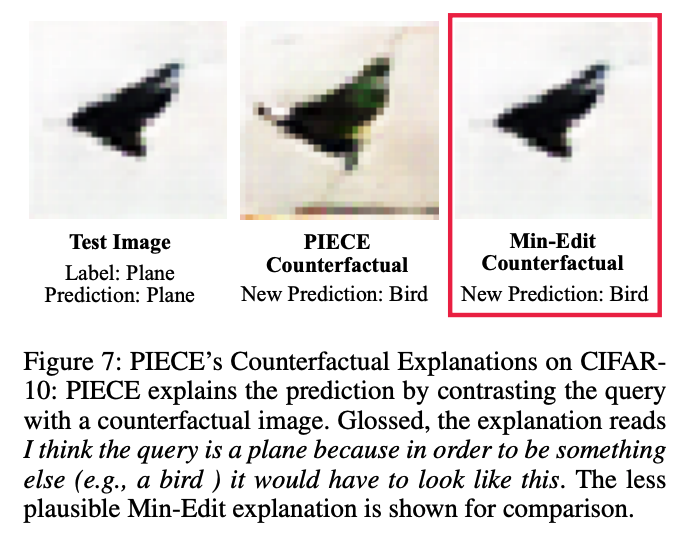 Test Image
Label: Plane
Prediction: Plane
PIECE
Counterfactual
New Prediction: Bird
Min-Edit
Counterfactual
New Prediction: Bird
Figure 7: PIECE's Counterfactual Explanations on CIFAR-
10: PIECE explains the prediction by contrasting the query
with a counterfactual image. Glossed, the explanation reads
I think the query is a plane because in order to be something
else (e.g., a bird ) it would have to look like this. The less
plausible Min-Edit explanation is shown for comparison.